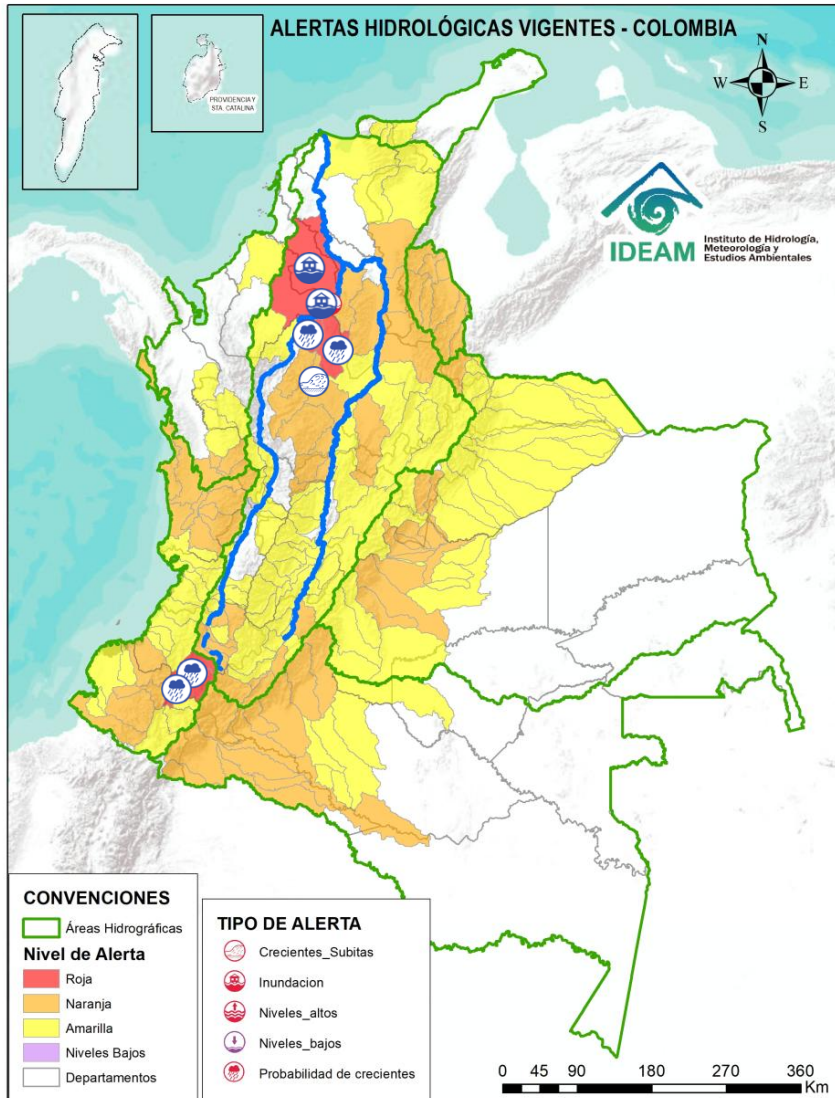 ALERTAS HIDROLÓGICAS VIGENTES - COLOMBIA
PROVIDENCIA Y
STA. CATALINA
N
W
E
S
IDEAM
Instituto de Hidrología,
Meteorología y
Estudios Ambientales
CONVENCIONES
Áreas Hidrográficas
Nivel de Alerta
Roja
Naranja
Amarilla
Niveles Bajos
Departamentos
TIPO DE ALERTA
Crecientes_Subitas
Inundacion
Niveles_altos
Niveles_bajos
Probabilidad de crecientes
0 45 90 180 270 360
Km